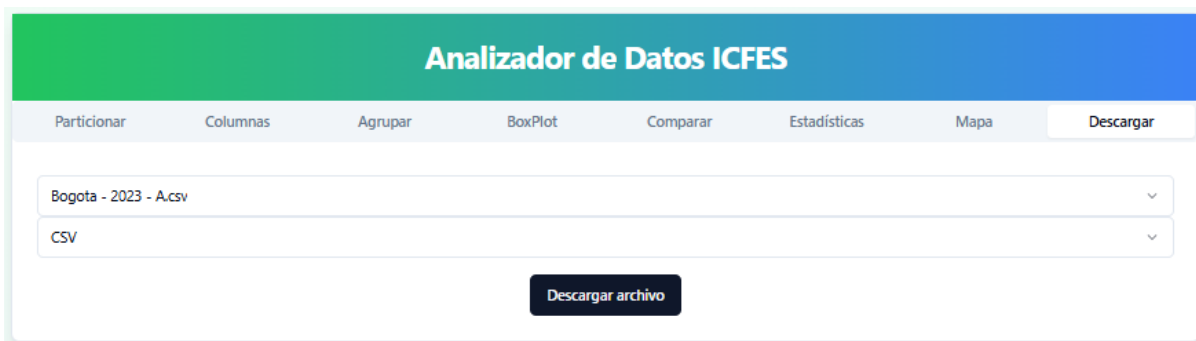 Analizador de Datos ICFES
Particionar Columnas Agrupar BoxPlot Comparar Estadísticas Mapa Descargar
Bogota - 2023 - A.csv
CSV
Descargar archivo